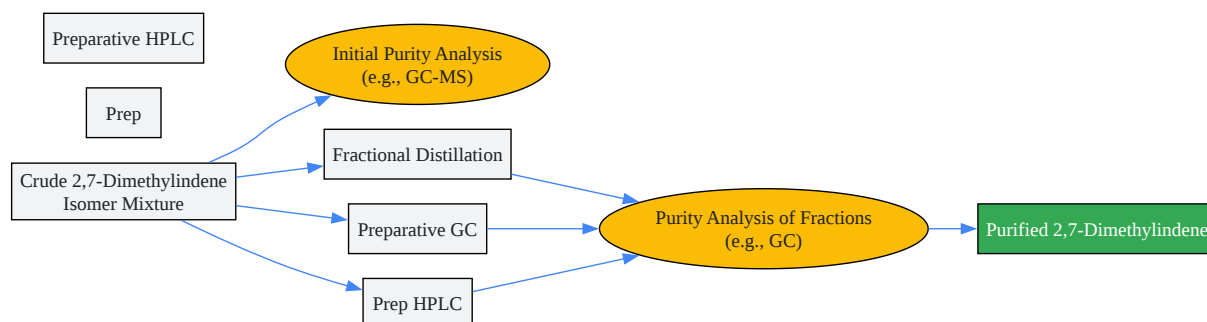 Preparative HPLC
Prep
Crude 2,7-Dimethylindene
Isomer Mixture
Initial Purity Analysis
(e.g., GC-MS)
Fractional Distillation
Preparative GC
Prep HPLC
Purity Analysis of Fractions
(e.g., GC)
Purified 2,7-Dimethylindene